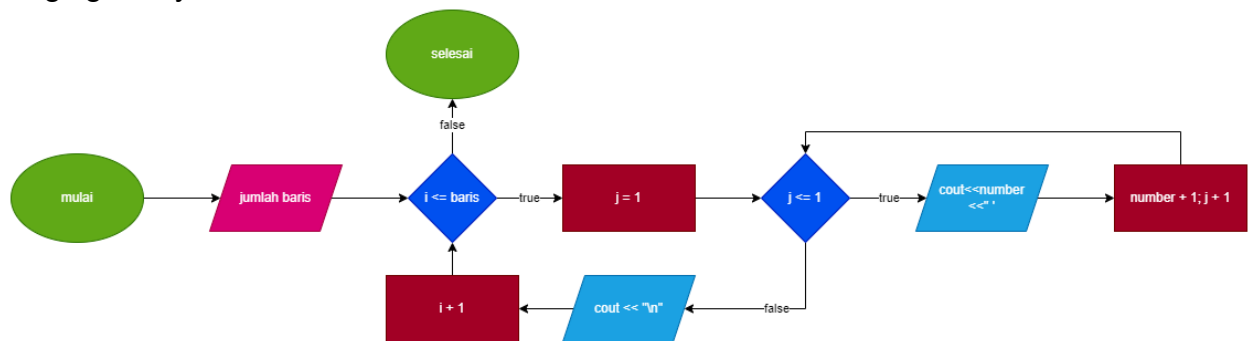 selesai
false
mulai
jumlah baris
i <= baris
true
j = 1
j <= 1
true
cout<<number
<<" '
number + 1; j + 1
i + 1
cout << "\n"
false